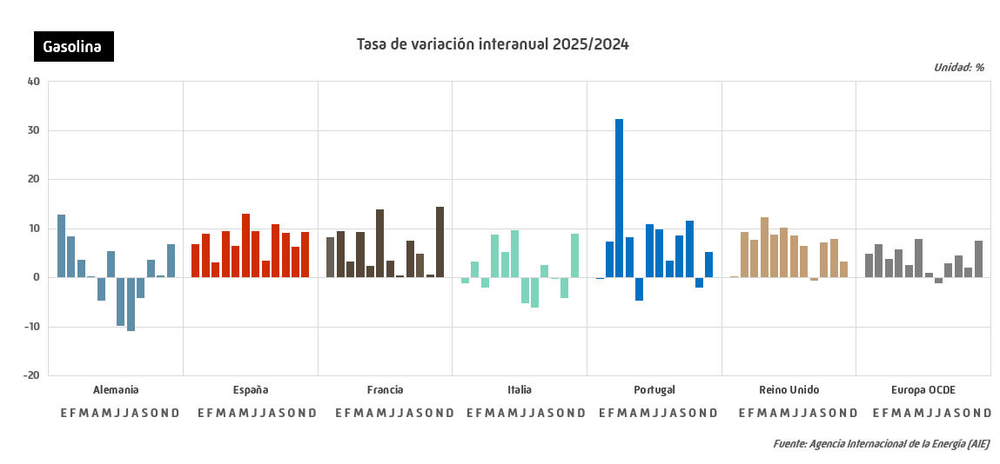 Gasolina
Tasa de variación interanual 2025/2024
Unidad: %
40
30
20
10
0
-10
-20
Alemania España Francia Italia Portugal Reino Unido Europa OCDE
E F M A M J J A S O N D E F M A M J J A S O N D E F M A M J J A S O N D E F M A M J J A S O N D E F M A M J J A S O N D E F M A M J J A S O N D E F M A M J J A S O N D
Fuente: Agencia Internacional de la Energía (AIE)